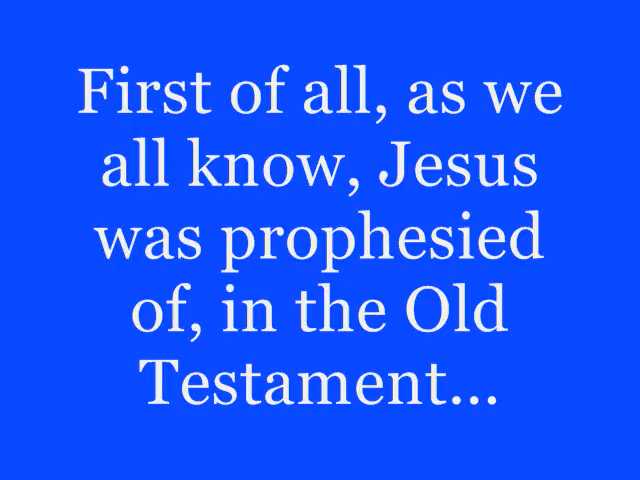 First of all, as we
all know, Jesus
was prophesied
of, in the Old
Testament...